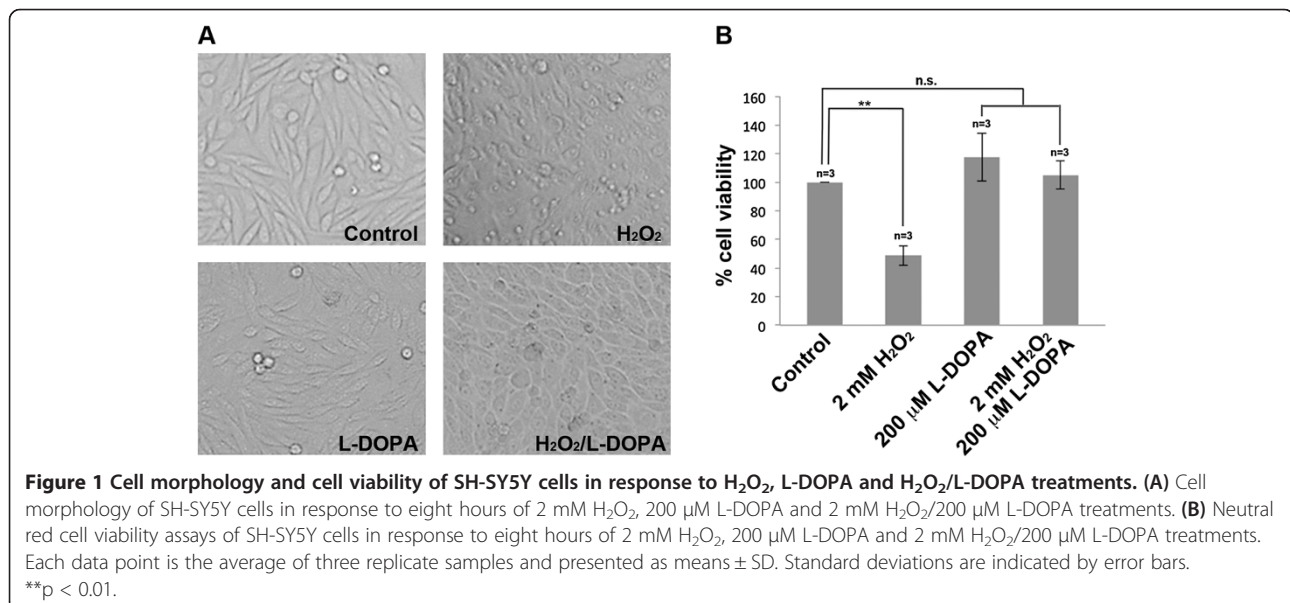 A
B
Control
H₂O₂
L-DOPA
H₂O₂/L-DOPA
n.s.
**
n=3
n=3
n=3
n=3
160
140
120
100
80
60
40
20
0
% cell viability
Control
2 mM H₂O₂
200 µM L-DOPA
2 mM H₂O₂
200 µM L-DOPA
Figure 1 Cell morphology and cell viability of SH-SY5Y cells in response to H₂O₂, L-DOPA and H₂O₂/L-DOPA treatments. (A) Cell
morphology of SH-SY5Y cells in response to eight hours of 2 mM H₂O₂, 200 µM L-DOPA and 2 mM H₂O₂/200 µM L-DOPA treatments. (B) Neutral
red cell viability assays of SH-SY5Y cells in response to eight hours of 2 mM H₂O₂, 200 µM L-DOPA and 2 mM H₂O₂/200 µM L-DOPA treatments.
Each data point is the average of three replicate samples and presented as means ± SD. Standard deviations are indicated by error bars.
**p < 0.01.